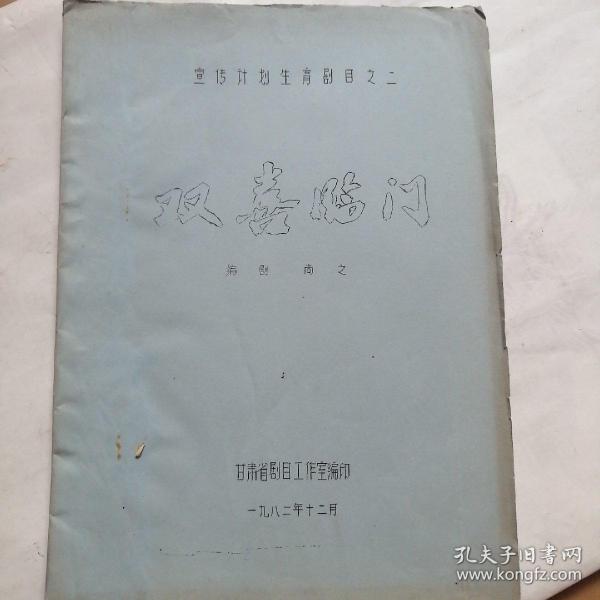 宣传计划生育剧目之二
双喜临门
编剧 尚之
甘肃省剧目工作室编印
一九八二年十二月
孔夫子旧书网
www.kongfz.com